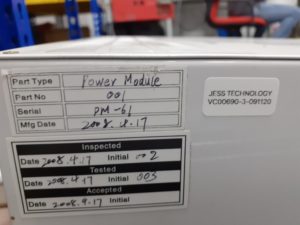 Part Type Power Module
Part No 001
Serial PM-61
Mfg Date 2008.4.17
JESS TECHNOLOGY
VC00690-3-091120
Inspected
Date 2008.4.17 Initial 002
Tested
Date 2008.4.17 Initial 003
Accepted
Date 2008.4.17 Initial